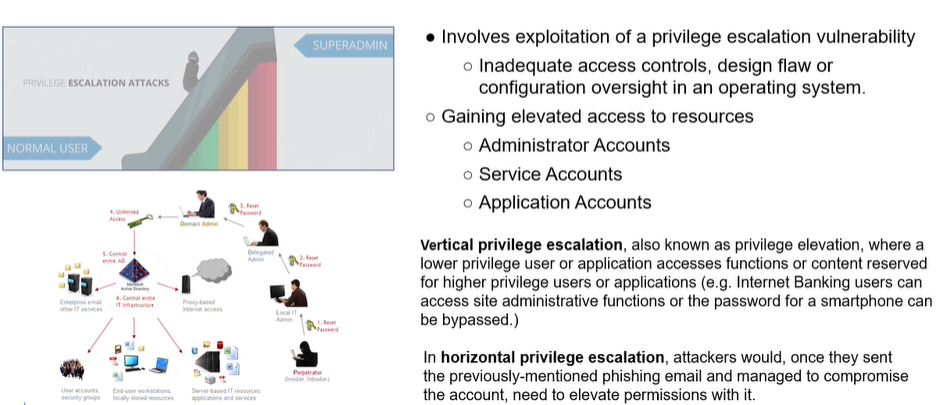 SUPERADMIN
PRIVILEGE ESCALATION ATTACKS
NORMAL USER
4. Unlimited
Access
Domain Admin
3. Reset
Password
Delegated
Admin
2. Reset
Password
5. Control
entire AD
Microsoft
Active Directory
Enterprise email,
other IT services
6. Control entire
IT infrastructure
Proxy-based
Internet access
Local IT
Admin
1. Reset
Password
Perpetrator
(Insider, Intruder)
User accounts,
security groups
End-user workstations,
locally stored resources
Server-based IT resources,
applications and services
● Involves exploitation of a privilege escalation vulnerability
○ Inadequate access controls, design flaw or
configuration oversight in an operating system.
○ Gaining elevated access to resources
○ Administrator Accounts
○ Service Accounts
○ Application Accounts
Vertical privilege escalation, also known as privilege elevation, where a
lower privilege user or application accesses functions or content reserved
for higher privilege users or applications (e.g. Internet Banking users can
access site administrative functions or the password for a smartphone can
be bypassed.)
In horizontal privilege escalation, attackers would, once they sent
the previously-mentioned phishing email and managed to compromise
the account, need to elevate permissions with it.